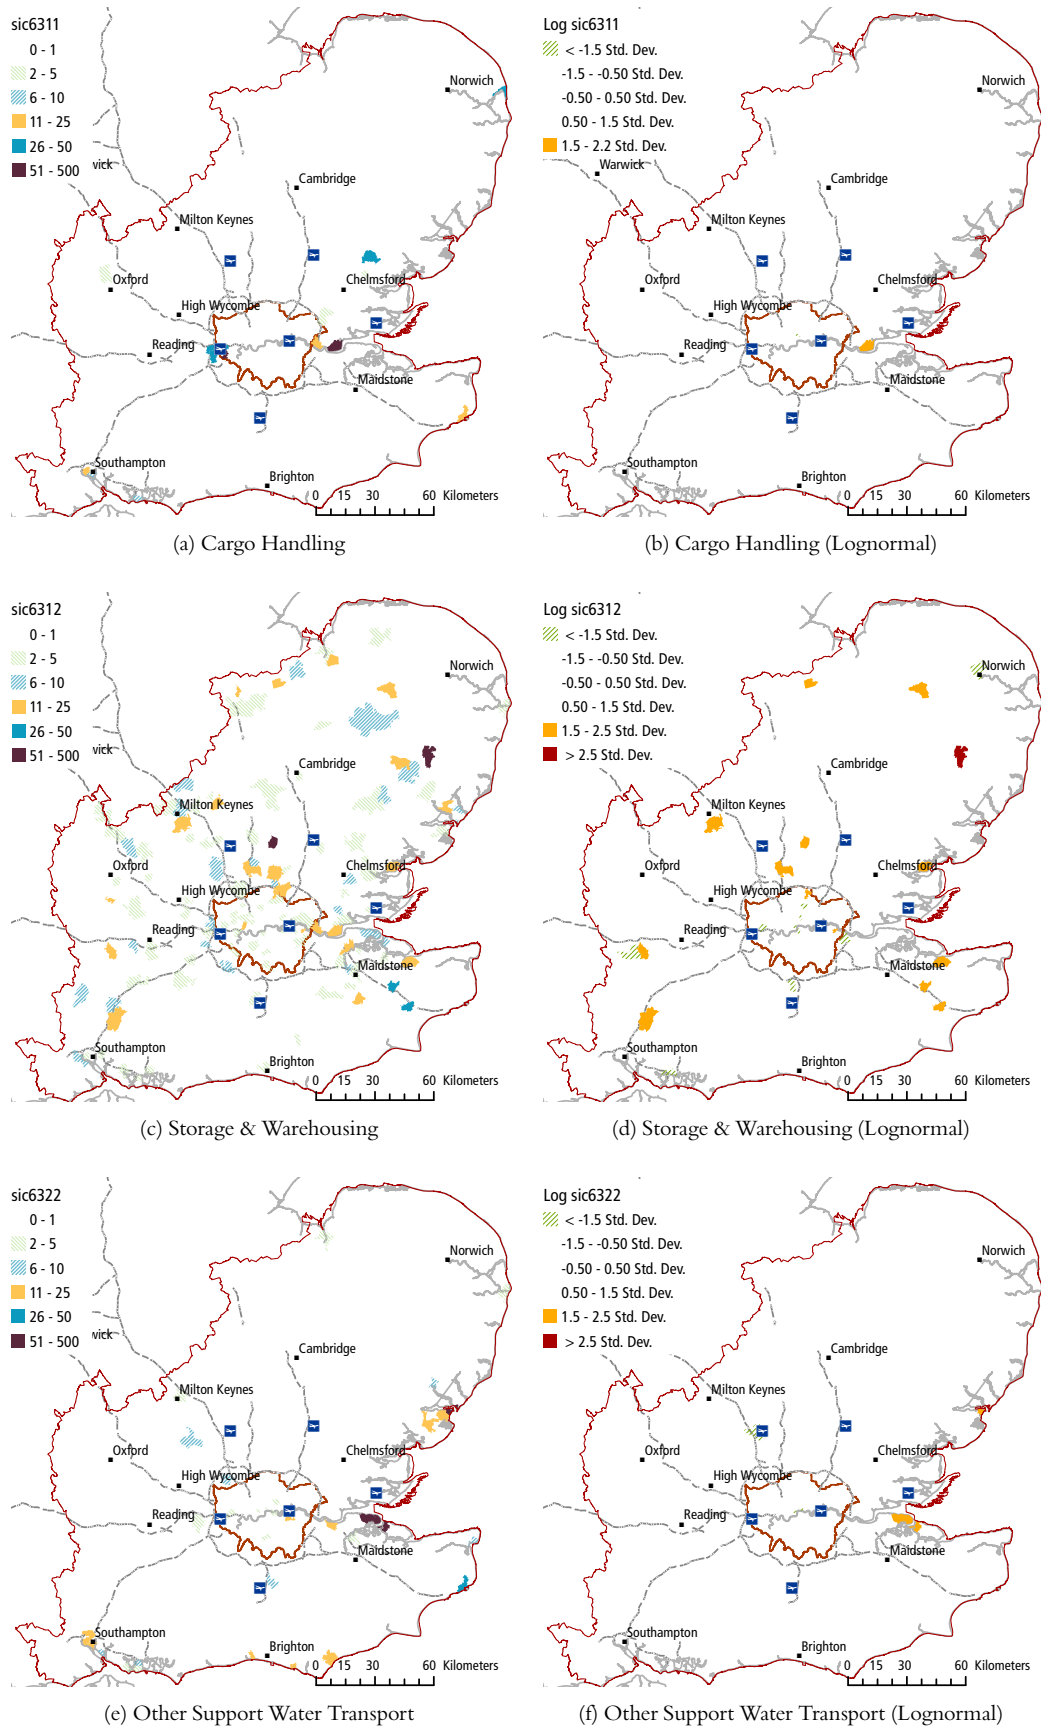 sic6311
0 - 1
2 - 5
6 - 10
11 - 25
26 - 50
51 - 500
wick
Norwich
Cambridge
Milton Keynes
Oxford
Chelmsford
High Wycombe
Reading
Maidstone
Southampton
Brighton
0 15 30 60 Kilometers
(a) Cargo Handling
Log sic6311
< -1.5 Std. Dev.
-1.5 - -0.50 Std. Dev.
-0.50 - 0.50 Std. Dev.
0.50 - 1.5 Std. Dev.
1.5 - 2.2 Std. Dev.
Warwick
Norwich
Cambridge
Milton Keynes
Oxford
Chelmsford
High Wycombe
Reading
Maidstone
Southampton
Brighton
0 15 30 60 Kilometers
(b) Cargo Handling (Lognormal)
sic6312
0 - 1
2 - 5
6 - 10
11 - 25
26 - 50
51 - 500
wick
Norwich
Cambridge
Milton Keynes
Oxford
Chelmsford
High Wycombe
Reading
Maidstone
Southampton
Brighton
0 15 30 60 Kilometers
(c) Storage & Warehousing
Log sic6312
< -1.5 Std. Dev.
-1.5 - -0.50 Std. Dev.
-0.50 - 0.50 Std. Dev.
0.50 - 1.5 Std. Dev.
1.5 - 2.5 Std. Dev.
> 2.5 Std. Dev.
Norwich
Cambridge
Milton Keynes
Oxford
Chelmsford
High Wycombe
Reading
Maidstone
Southampton
Brighton
0 15 30 60 Kilometers
(d) Storage & Warehousing (Lognormal)
sic6322
0 - 1
2 - 5
6 - 10
11 - 25
26 - 50
51 - 500
wick
Norwich
Cambridge
Milton Keynes
Oxford
Chelmsford
High Wycombe
Reading
Maidstone
Southampton
Brighton
0 15 30 60 Kilometers
(e) Other Support Water Transport
Log sic6322
< -1.5 Std. Dev.
-1.5 - -0.50 Std. Dev.
-0.50 - 0.50 Std. Dev.
0.50 - 1.5 Std. Dev.
1.5 - 2.5 Std. Dev.
> 2.5 Std. Dev.
Norwich
Cambridge
Milton Keynes
Oxford
Chelmsford
High Wycombe
Reading
Maidstone
Southampton
Brighton
0 15 30 60 Kilometers
(f) Other Support Water Transport (Lognormal)